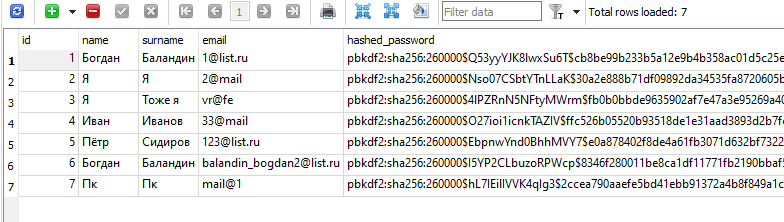 1 Filter data Total rows loaded: 7
id name surname email hashed_password
1 1 Богдан Баландин 1@list.ru pbkdf2:sha256:260000$Q53yyYJK8lwxSu6T$cb8be99b233b5a12e9b4b358ac01d5c25e
2 2 Я Я 2@mail pbkdf2:sha256:260000$Nso07CSbtYTnLLaK$30a2e888b71df09892da34535fa8720605b
3 3 Я Тоже я vr@fe pbkdf2:sha256:260000$4IPZRnN5NFtyMWrm$fb0b0bbde9635902af7e47a3e95269a40
4 4 Иван Иванов 33@mail pbkdf2:sha256:260000$O27ioi1icnkTAZIV$ffc526b05520b93518de1e31aad3893d2b7f
5 5 Пётр Сидиров 123@list.ru pbkdf2:sha256:260000$EbpnwYnd0BhhMVY7$e0a878402f8de4a61fb3071d632bf7322
6 6 Богдан Баландин balandin_bogdan2@list.ru pbkdf2:sha256:260000$I5YP2CLbuzoRPWcp$8346f280011be8ca1df11771fb2190bbaf
7 7 Пк Пк mail@1 pbkdf2:sha256:260000$hL7lEiIlVVK4qIg3$2ccea790aaefe5bd41ebb91372a4b8f849a1c